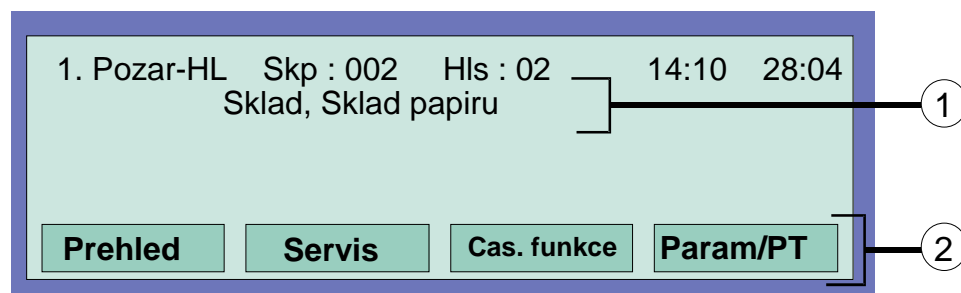 1. Pozar-HL Skp : 002 Hls : 02 14:10 28:04
Sklad, Sklad papiru
1
Prehled Servis Cas. funkce Param/PT
2